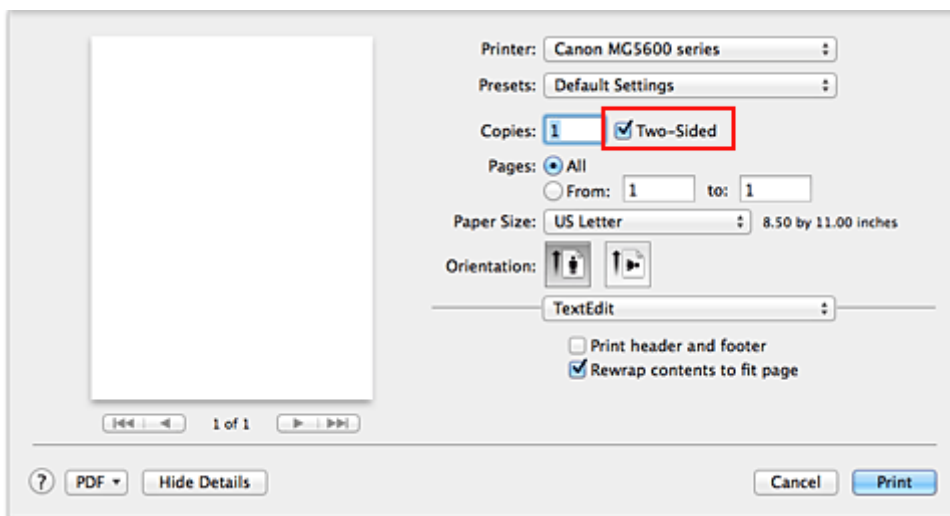 Printer: Canon MG5600 series
Presets: Default Settings
Copies: 1 Two-Sided
Pages: All
From: 1 to: 1
Paper Size: US Letter 8.50 by 11.00 inches
Orientation:
TextEdit
Print header and footer
Rewrap contents to fit page
1 of 1
? PDF Hide Details Cancel Print